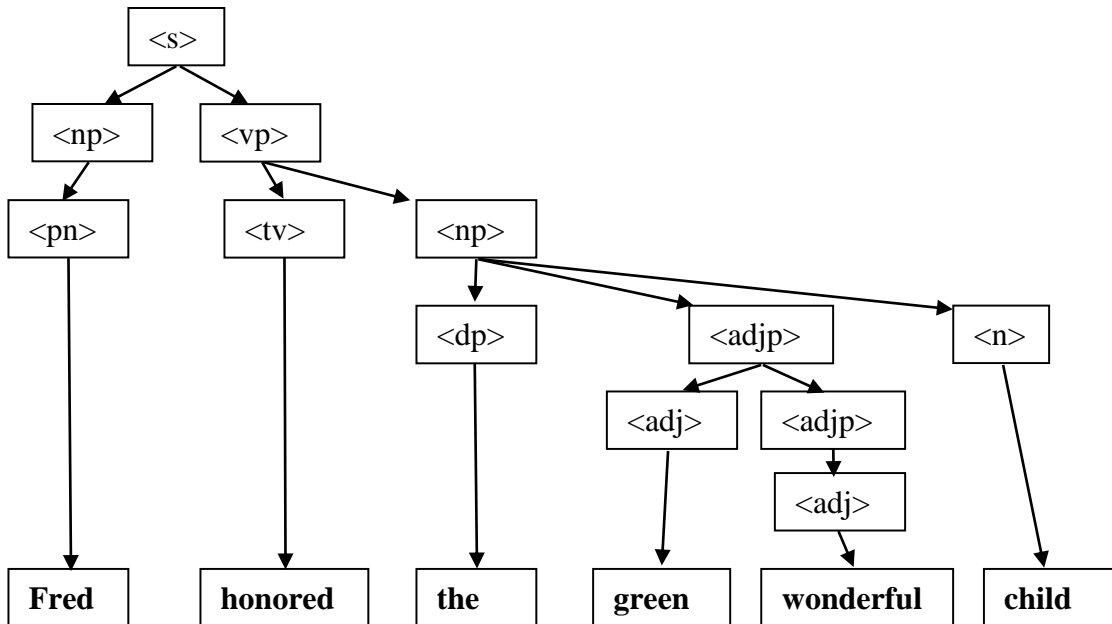 <s>
<np> <vp>
<pn> <tv> <np>
<dp> <adjp> <n>
<adj> <adjp>
<adj>
Fred honored the green wonderful child